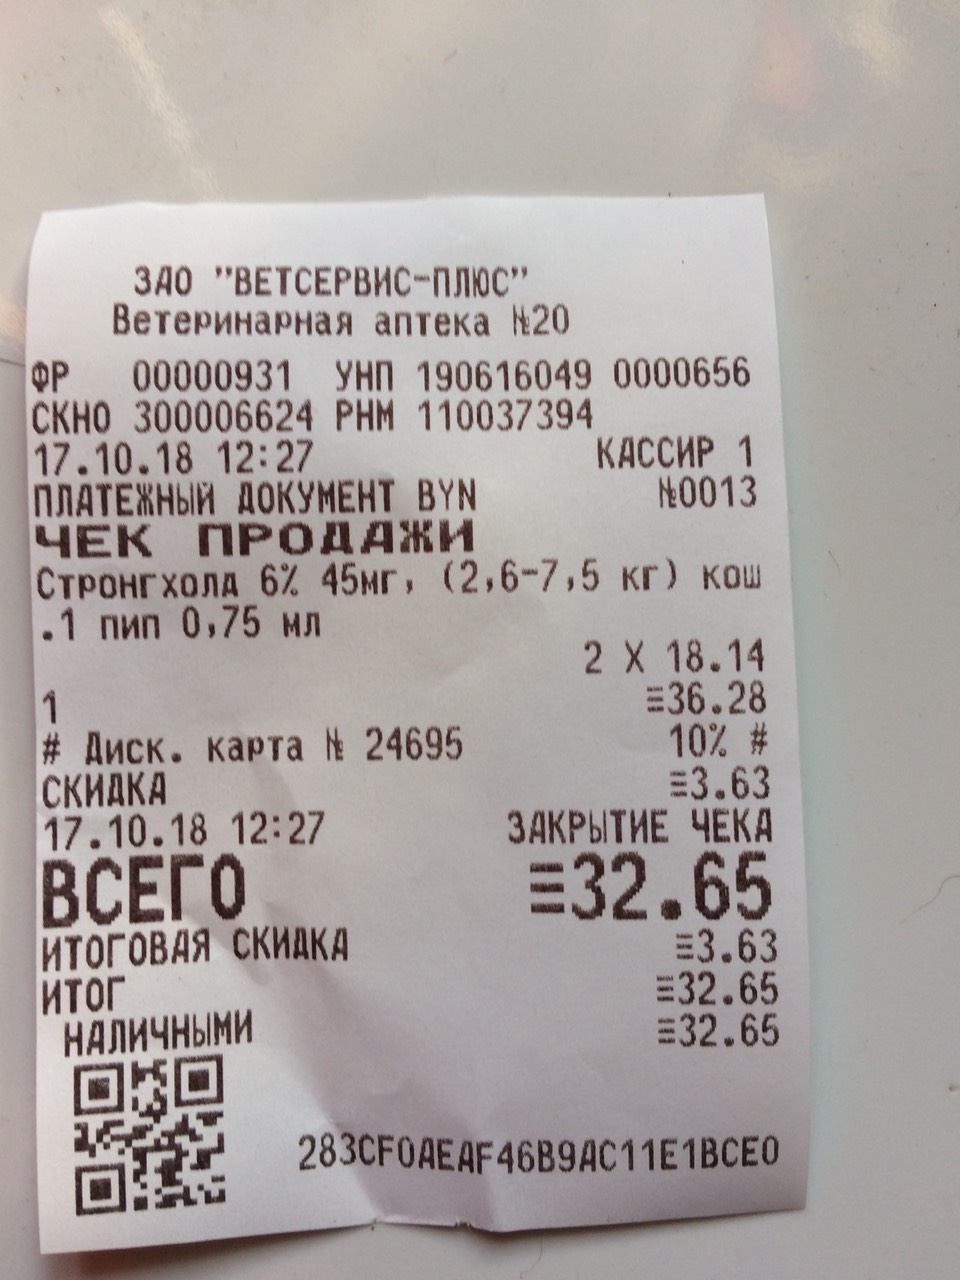 ЗАО "ВЕТСЕРВИС-ПЛЮС"
Ветеринарная аптека №20
ФР 00000931 УНП 190616049 0000656
СКНО 300006624 РНМ 110037394
17.10.18 12:27 КАССИР 1
ПЛАТЕЖНЫЙ ДОКУМЕНТ BYN №0013
ЧЕК ПРОДАЖИ
Стронгхолд 6% 45мг, (2,6-7,5 кг) кош
.1 пип 0,75 мл
2 X 18.14
1 ≡36.28
# Диск. карта № 24695 10% #
СКИДКА ≡3.63
17.10.18 12:27 ЗАКРЫТИЕ ЧЕКА
ВСЕГО ≡32.65
ИТОГОВАЯ СКИДКА ≡3.63
ИТОГ ≡32.65
НАЛИЧНЫМИ ≡32.65
283CF0AEAF46B9AC11E1BCE0